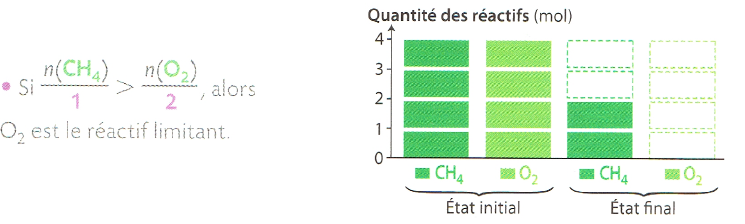 • Si n(CH₄)/1 > n(O₂)/2, alors
O₂ est le réactif limitant.
Quantité des réactifs (mol)
4
3
2
1
0
CH₄ O₂ CH₄ O₂
État initial État final